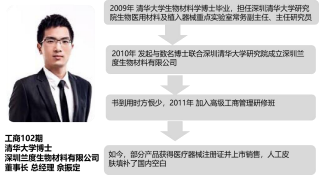 2009年 清华大学生物材料学博士毕业，担任深圳清华大学研究
院生物医用材料及植入器械重点实验室常务副主任、主任研究员
2010年 发起与数名博士联合深圳清华大学研究院成立深圳兰
度生物材料有限公司
书到用时方恨少，2011年 加入高级工商管理研修班
如今，部分产品获得医疗器械注册证并上市销售，人工皮
肤填补了国内空白
工商102期
清华大学博士
深圳兰度生物材料有限公司
董事长 总经理 佘振定